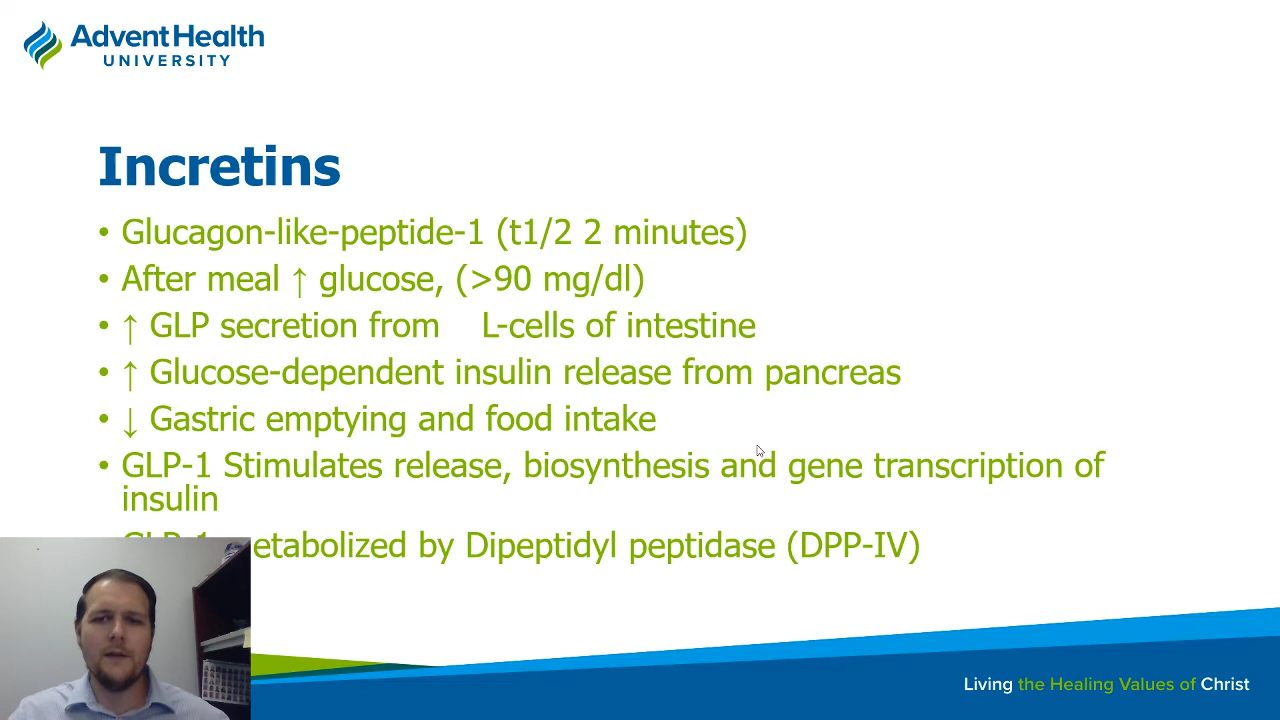 AdventHealth
UNIVERSITY
Incretins
• Glucagon-like-peptide-1 (t1/2 2 minutes)
• After meal ↑ glucose, (>90 mg/dl)
• ↑ GLP secretion from    L-cells of intestine
• ↑ Glucose-dependent insulin release from pancreas
• ↓ Gastric emptying and food intake
• GLP-1 Stimulates release, biosynthesis and gene transcription of
insulin
etabolized by Dipeptidyl peptidase (DPP-IV)
Living the Healing Values of Christ